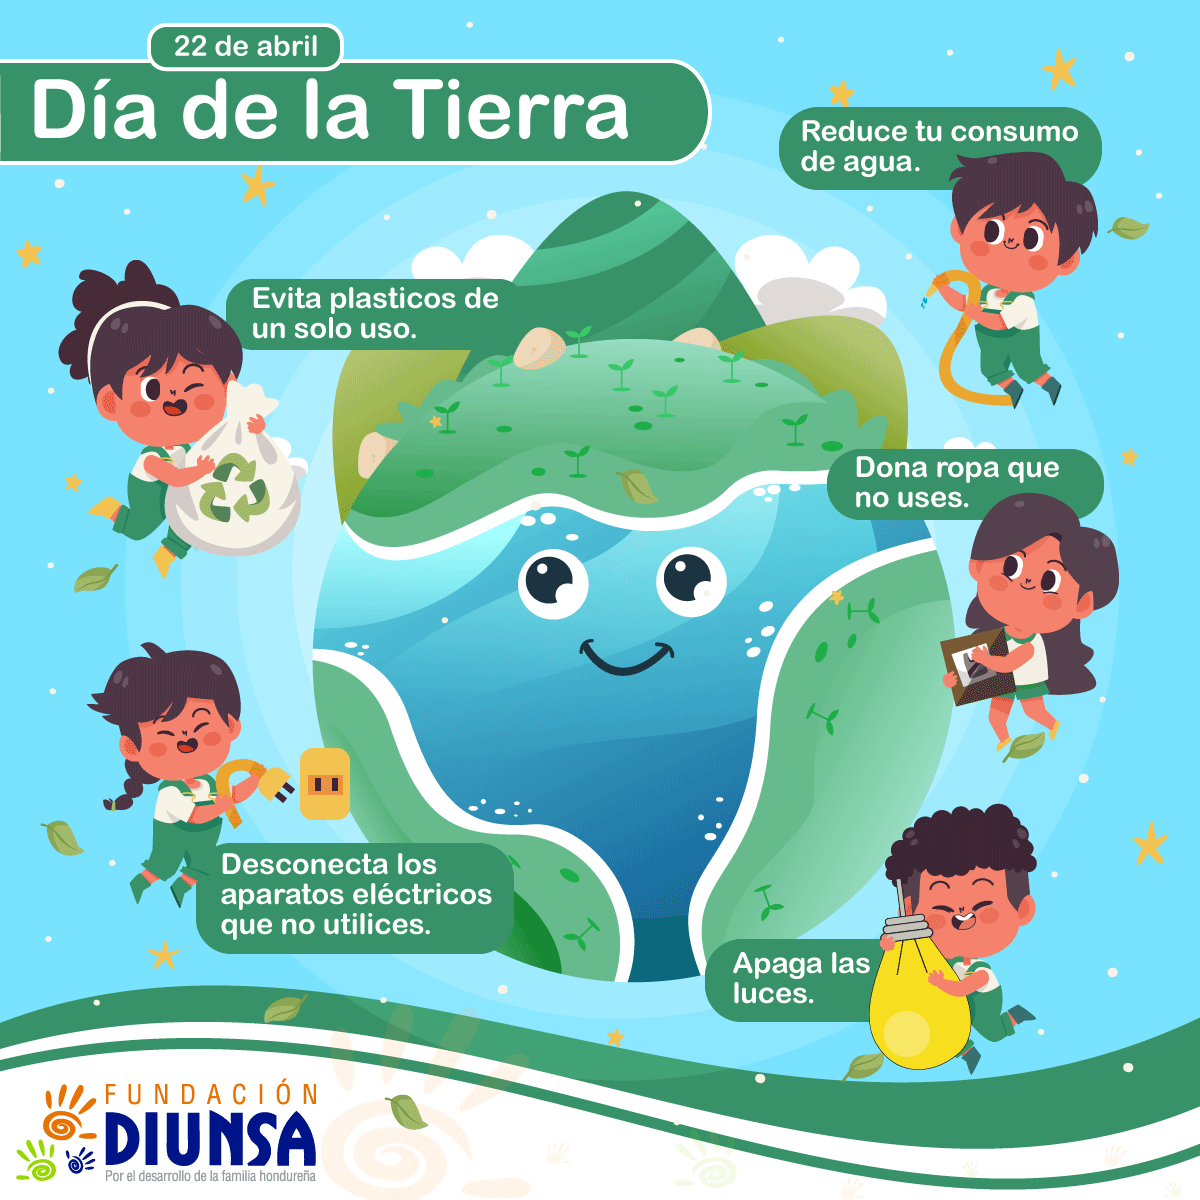 22 de abril
Día de la Tierra
Reduce tu consumo
de agua.
Evita plasticos de
un solo uso.
Dona ropa que
no uses.
Desconecta los
aparatos eléctricos
que no utilices.
Apaga las
luces.
FUNDACIÓN
DIUNSA
Por el desarrollo de la familia hondureña